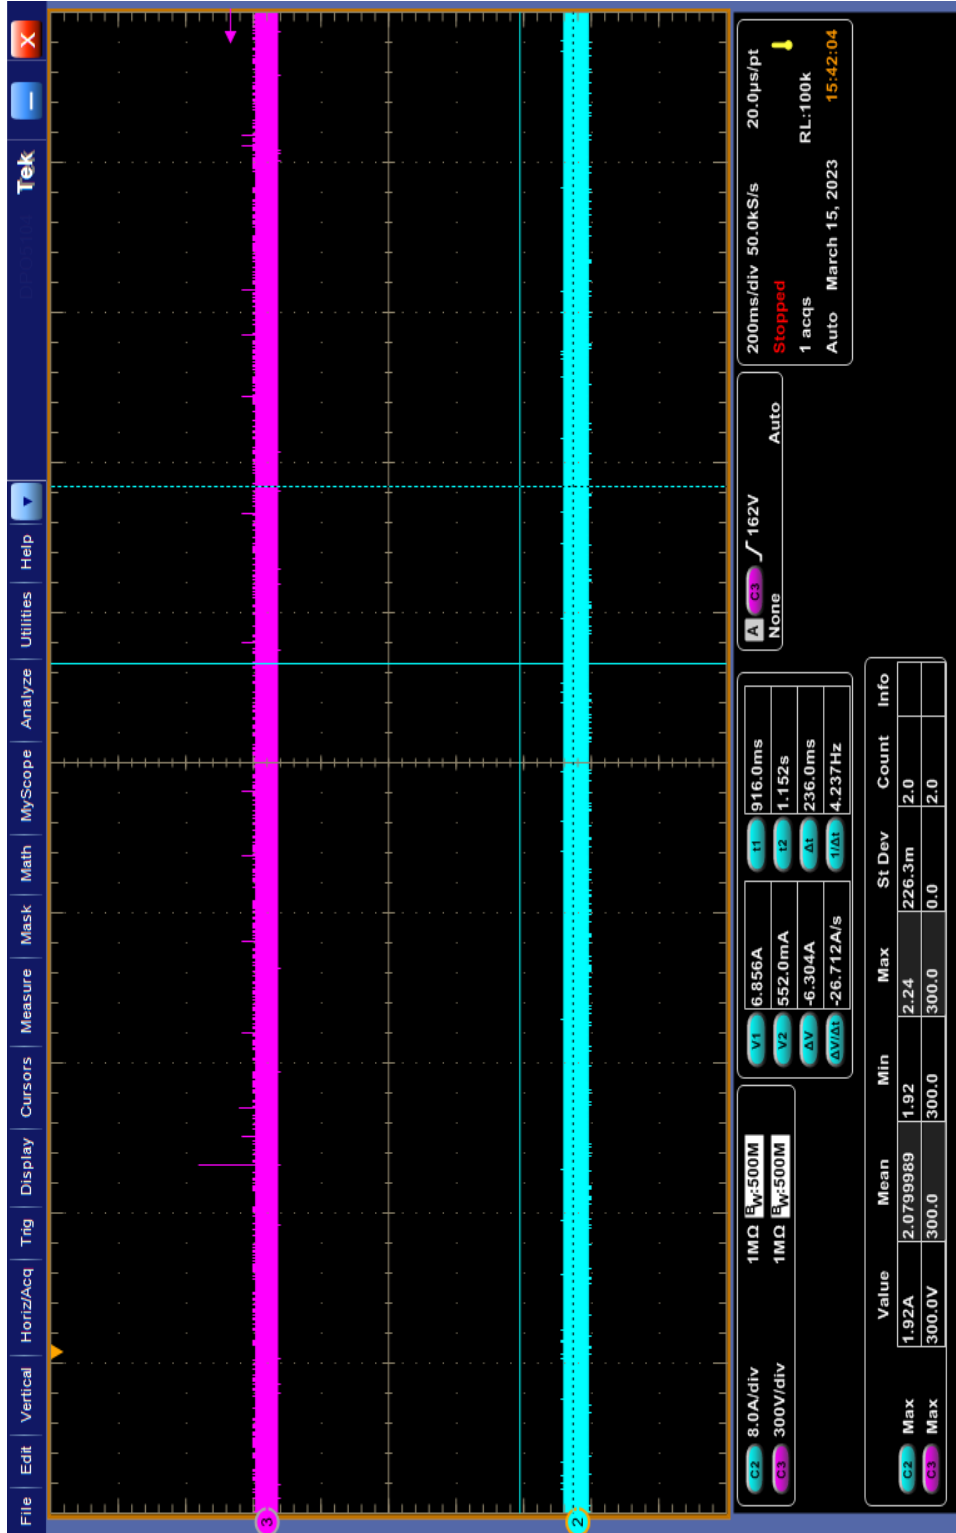 File Edit Vertical Horiz/Acq Trig Display Cursors Measure Mask Math MyScope Analyze Utilities Help Tek
3
2
C2 8.0A/div 1MΩ BW:500M
C3 300V/div 1MΩ BW:500M
V1 6.856A
V2 552.0mA
ΔV -6.304A
ΔV/Δt -26.712A/s
t1 916.0ms
t2 1.152s
Δt 236.0ms
1/Δt 4.237Hz
A C3 162V
None Auto
200ms/div 50.0kS/s 20.0µs/pt
Stopped
1 acqs RL:100k
Auto March 15, 2023 15:42:04
Value Mean Min Max St Dev Count Info
C2 Max 1.92A 2.0799989 1.92 2.24 226.3m 2.0
C3 Max 300.0V 300.0 300.0 300.0 0.0 2.0